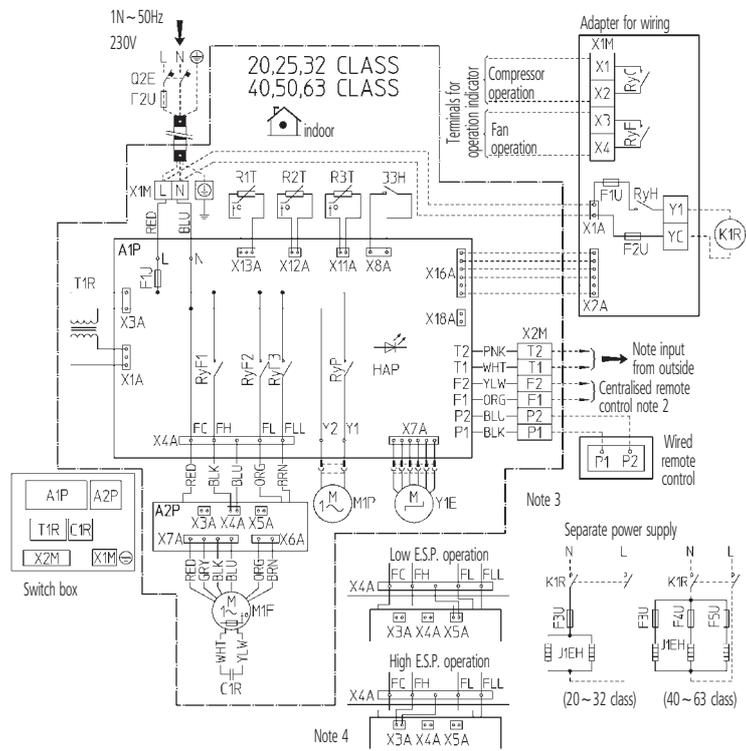 1N~50Hz
230V
L N
Q2E
F2U
20,25,32 CLASS
40,50,63 CLASS
indoor
Terminals for
operation indicator
Compressor
operation
Fan
operation
Adapter for wiring
X1M
X1
X2
X3
X4
RyC
RyF
F1U
RyH
X1A
F2U
Y1
YC
K1R
X2A
X1M L N
RED
BLU
R1T R2T R3T 33H
A1P
L
N
F1U
X13A X12A X11A X8A
X16A
X18A
T1R
X3A
X1A
RyF1
RyF2
RyF3
RyP
HAP
X2M
T2 PNK T2
T1 WHT T1
F2 YLW F2
F1 ORG F1
P2 BLU P2
P1 BLK P1
Note input
from outside
Centralised remote
control note 2
P1 P2
Wired
remote
control
X4A
FC FH FL FLL
Y2 Y1
X7A
RED
BLK
BLU
ORG
BRN
M
1~
M1P
M
Y1E
Note 3
A2P
X3A X4A X5A
X7A
X6A
RED
GRY
BLK
BLU
ORG
BRN
M
1~
M1F
WHT
YLW
C1R
A1P A2P
T1R C1R
X2M X1M
Switch box
Low E.S.P. operation
X4A FC FH FL FLL
X3A X4A X5A
High E.S.P. operation
X4A FC FH FL FLL
X3A X4A X5A
Note 4
Separate power supply
N L
K1R
F3U
J1EH
(20~32 class)
N L
K1R
F3U
F4U
F5U
J1EH
(40~63 class)